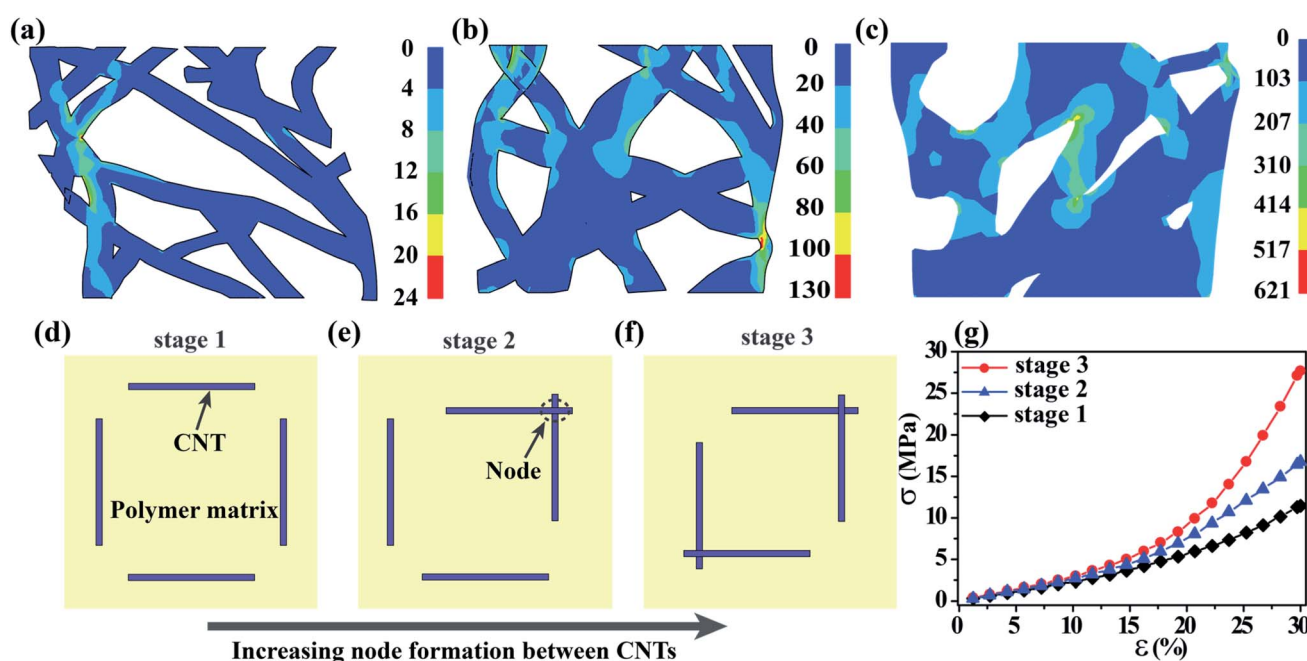 (a)
0
4
8
12
16
20
24
(b)
0
20
40
60
80
100
130
(c)
0
103
207
310
414
517
621
(d)
stage 1
CNT
Polymer matrix
(e)
stage 2
Node
(f)
stage 3
Increasing node formation between CNTs
(g)
30
25
20
15
10
5
0
σ (MPa)
stage 3
stage 2
stage 1
0 5 10 15 20 25 30
ε (%)